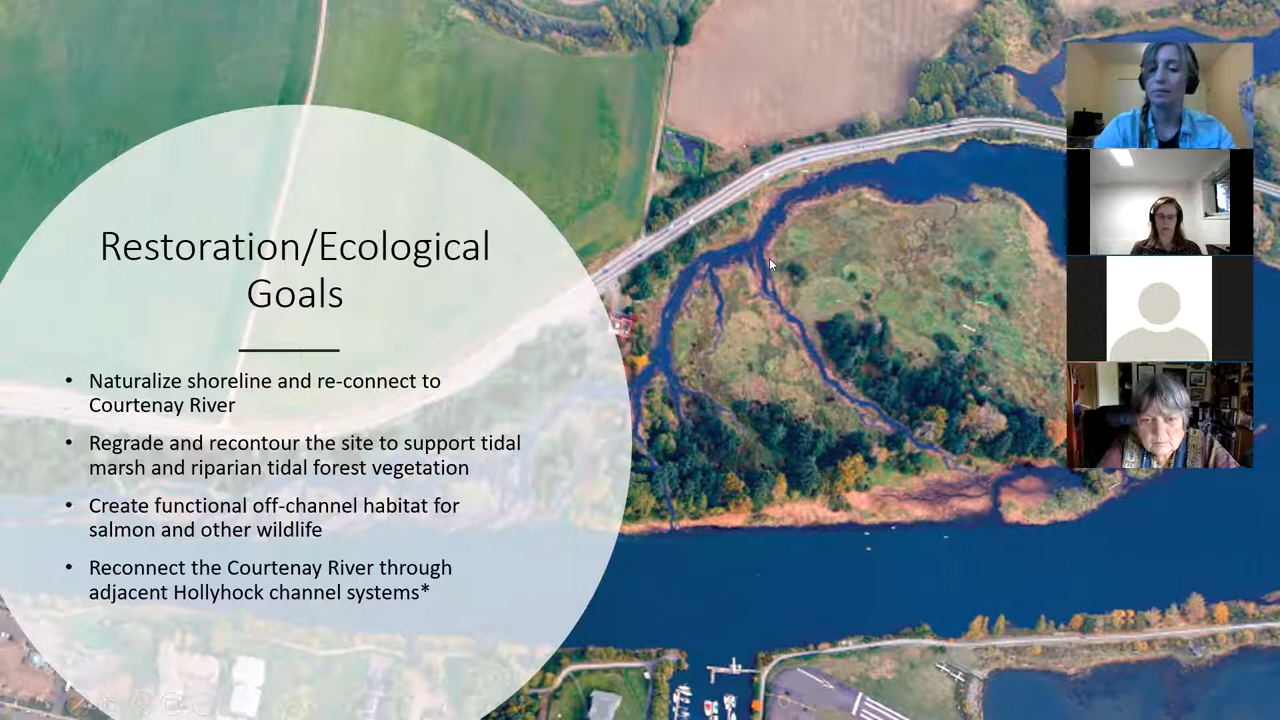 Restoration/Ecological
Goals
• Naturalize shoreline and re-connect to
Courtenay River
• Regrade and recontour the site to support tidal
marsh and riparian tidal forest vegetation
• Create functional off-channel habitat for
salmon and other wildlife
• Reconnect the Courtenay River through
adjacent Hollyhock channel systems*